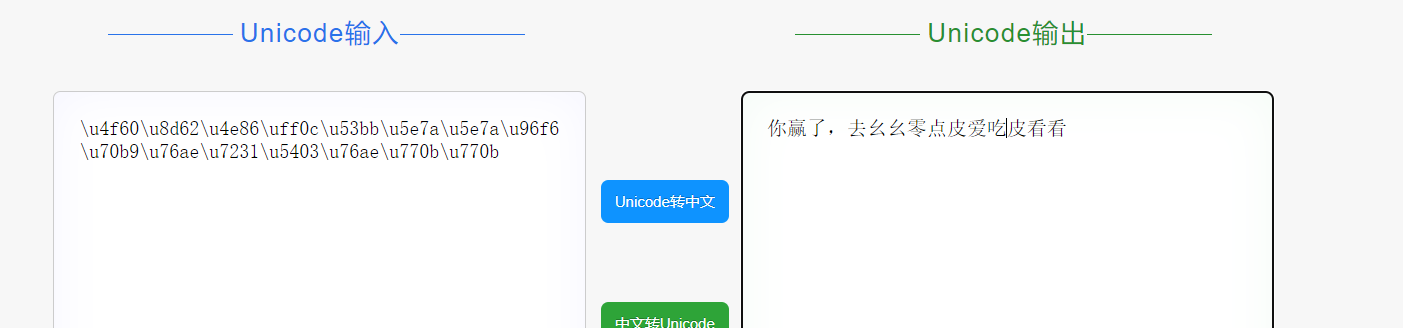 Unicode输入
Unicode输出
\u4f60\u8d62\u4e86\uff0c\u53bb\u5e7a\u5e7a\u96f6
\u70b9\u76ae\u7231\u5403\u76ae\u770b\u770b
你赢了，去幺幺零点皮爱吃皮看看
Unicode转中文
中文转Unicode